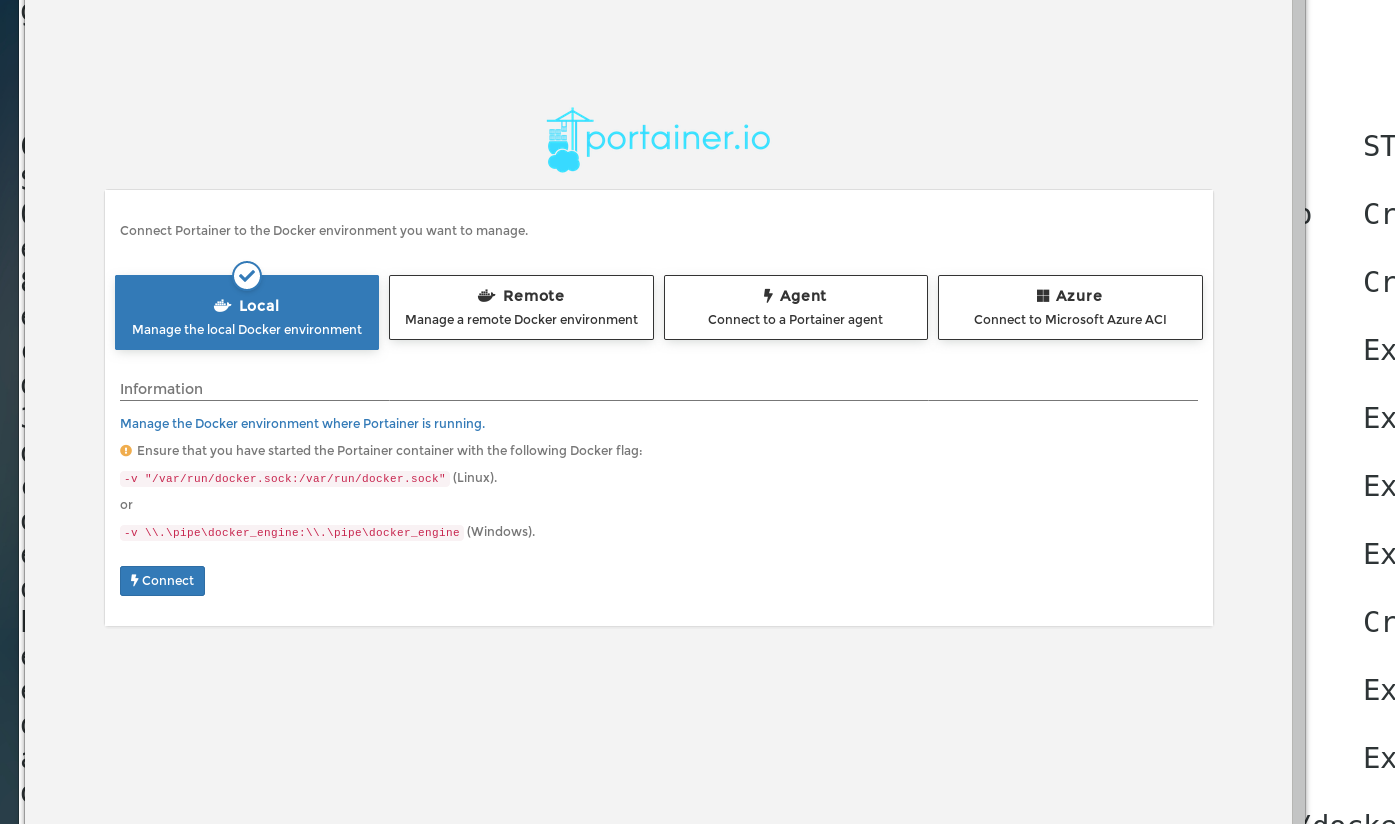 portainer.io
Connect Portainer to the Docker environment you want to manage.
Local
Manage the local Docker environment
Remote
Manage a remote Docker environment
Agent
Connect to a Portainer agent
Azure
Connect to Microsoft Azure ACI
Information
Manage the Docker environment where Portainer is running.
Ensure that you have started the Portainer container with the following Docker flag:
-v "/var/run/docker.sock:/var/run/docker.sock" (Linux).
or
-v \\.\pipe\docker_engine:\\.\pipe\docker_engine (Windows).
Connect
ST
Cr
Cr
Ex
Ex
Ex
Ex
Cr
Ex
Ex